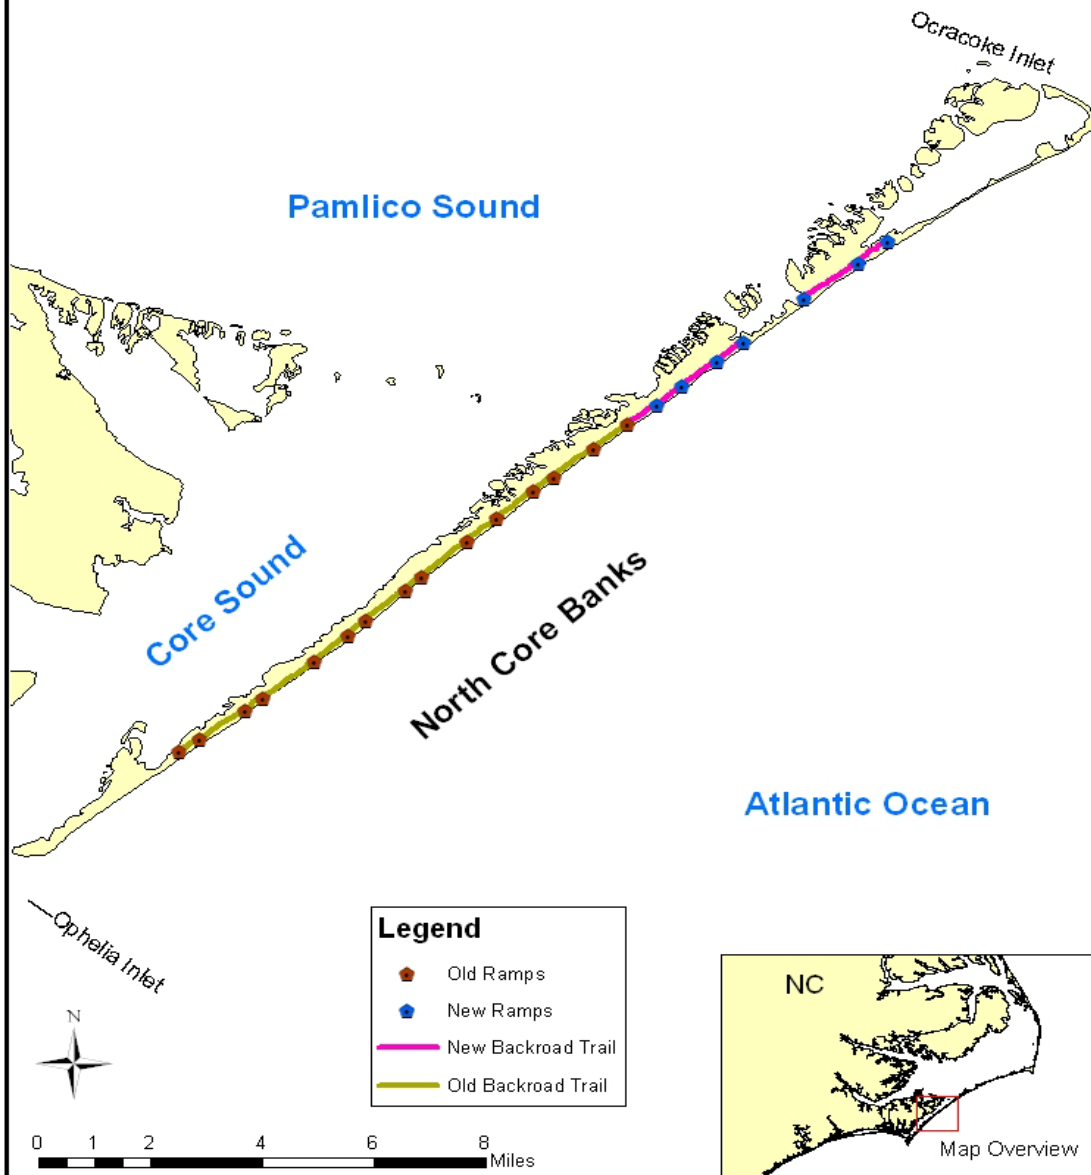 Ocracoke Inlet
Pamlico Sound
Core Sound
North Core Banks
Atlantic Ocean
Ophelia Inlet
Legend
Old Ramps
New Ramps
New Backroad Trail
Old Backroad Trail
N
0 1 2 4 6 8
Miles
NC
Map Overview